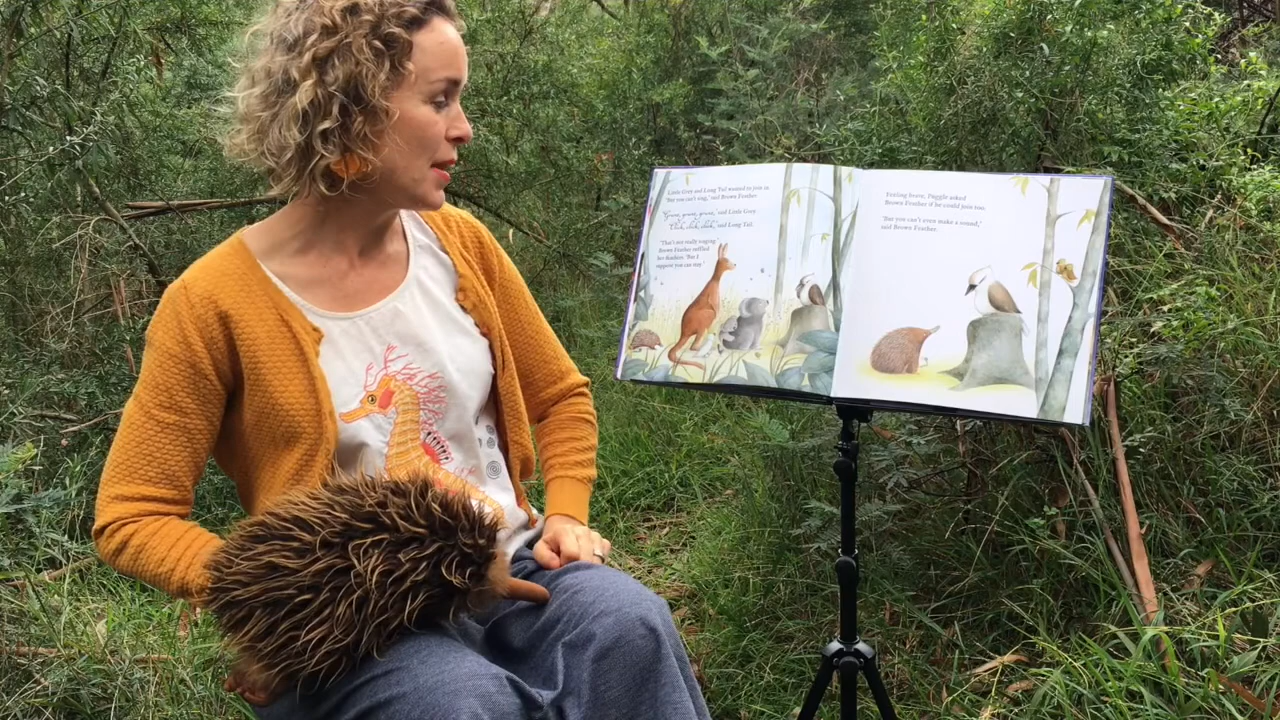 Little Grey and Long Tail wanted to join in.
'But you can't sing,' said Brown Feather.
'Grunt, grunt, grunt,' said Little Grey.
'Click, click, click,' said Long Tail.
'That's not really singing.'
Brown Feather ruffled
her feathers. 'But I
suppose you can stay.'
Feeling brave, Puggle asked
Brown Feather if he could join too.
'But you can't even make a sound,'
said Brown Feather.